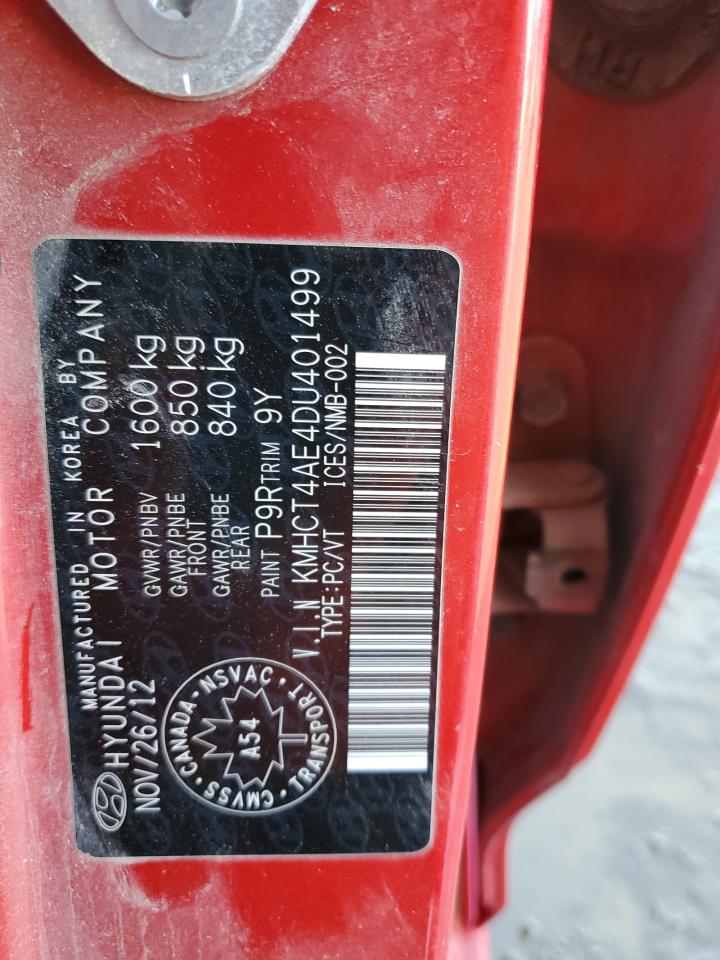 MANUFACTURED IN KOREA BY
HYUNDAI MOTOR COMPANY
NOV/26/12
GVWR/PNBV 1600 kg
GAWR/PNBE FRONT 850 kg
GAWR/PNBE REAR 840 kg
PAINT P9R TRIM 9Y
V.I.N KMHCT4AE4DU401499
TYPE:PC/VT ICES/NMB-002
CANADA · NSVAC · TRANSPORT · CMVSS ·
A54